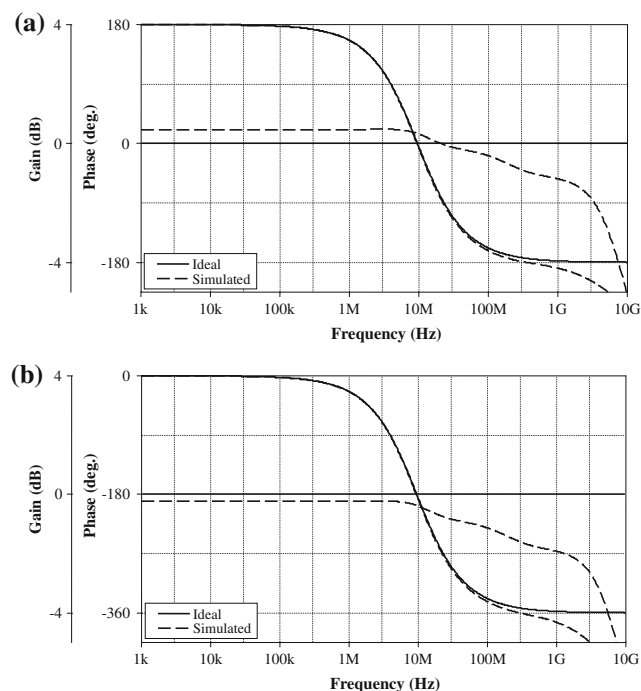 (a)
Gain (dB)
4
0
-4
Phase (deg.)
180
0
-180
Ideal
Simulated
1k 10k 100k 1M 10M 100M 1G 10G
Frequency (Hz)
(b)
Gain (dB)
4
0
-4
Phase (deg.)
0
-180
-360
Ideal
Simulated
1k 10k 100k 1M 10M 100M 1G 10G
Frequency (Hz)